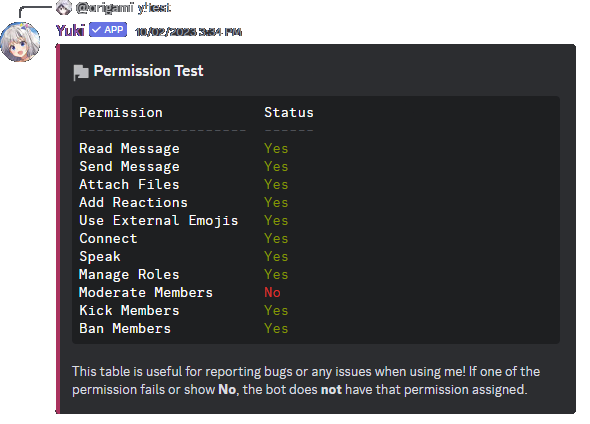 @origami y!test
Yuki ✓ APP 10/02/2023 3:54 PM
Permission Test
Permission Status
--------------------- ------
Read Message Yes
Send Message Yes
Attach Files Yes
Add Reactions Yes
Use External Emojis Yes
Connect Yes
Speak Yes
Manage Roles Yes
Moderate Members No
Kick Members Yes
Ban Members Yes
This table is useful for reporting bugs or any issues when using me! If one of the
permission fails or show No, the bot does not have that permission assigned.